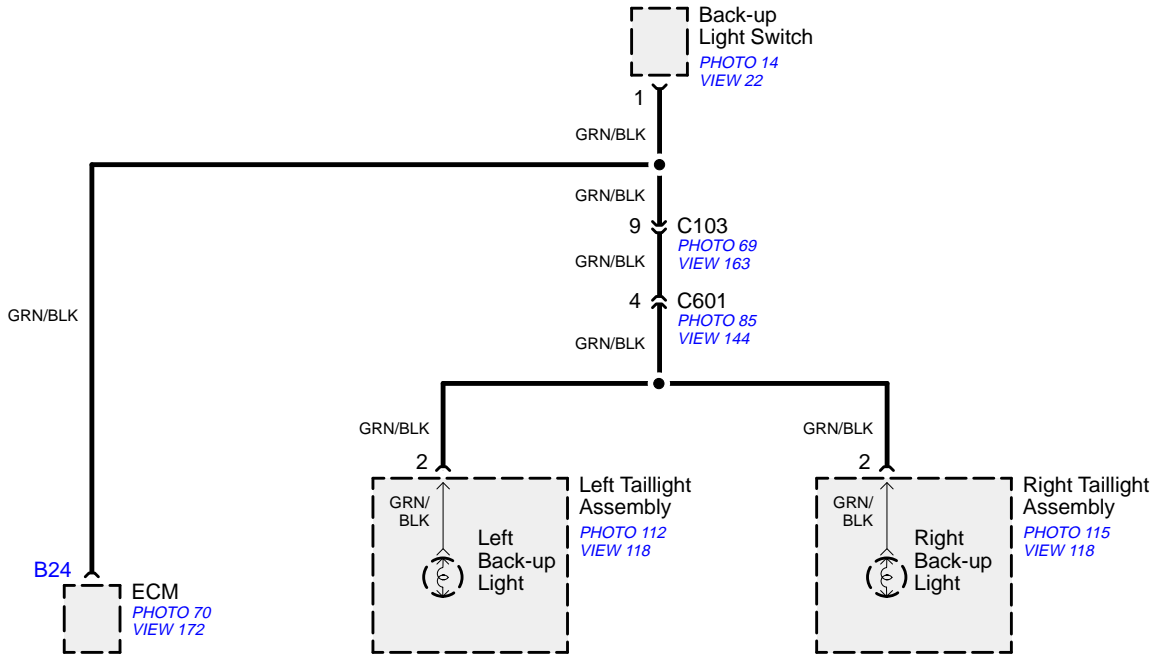 Back-up
Light Switch
PHOTO 14
VIEW 22
1
GRN/BLK
GRN/BLK
9
C103
PHOTO 69
VIEW 163
GRN/BLK
4
C601
PHOTO 85
VIEW 144
GRN/BLK
GRN/BLK
GRN/BLK
GRN/BLK
2
2
Left Taillight
Assembly
PHOTO 112
VIEW 118
GRN/
BLK
Left
Back-up
Light
Right Taillight
Assembly
PHOTO 115
VIEW 118
GRN/
BLK
Right
Back-up
Light
B24
ECM
PHOTO 70
VIEW 172